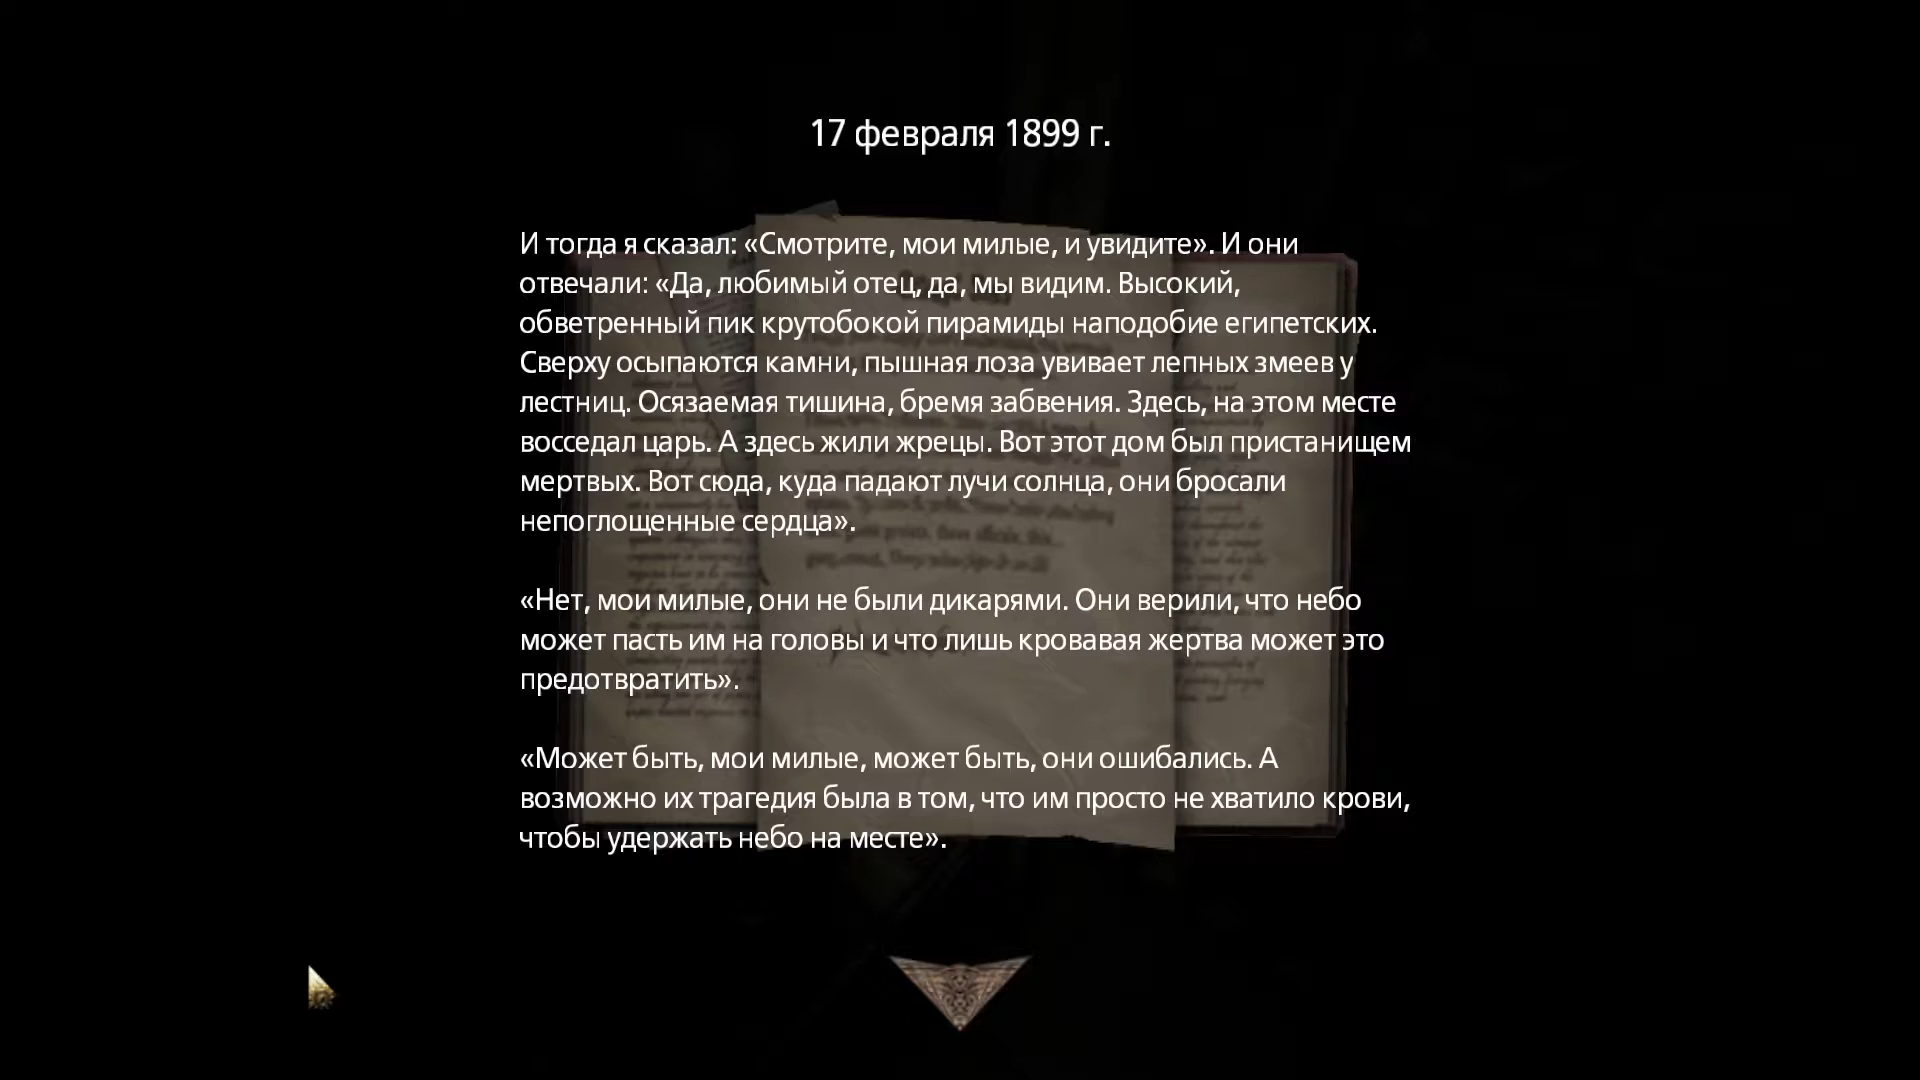 17 февраля 1899 г.
И тогда я сказал: «Смотрите, мои милые, и увидите». И они
отвечали: «Да, любимый отец, да, мы видим. Высокий,
обветренный пик крутобокой пирамиды наподобие египетских.
Сверху осыпаются камни, пышная лоза увивает лепных змеев у
лестниц. Осязаемая тишина, бремя забвения. Здесь, на этом месте
восседал царь. А здесь жили жрецы. Вот этот дом был пристанищем
мертвых. Вот сюда, куда падают лучи солнца, они бросали
непоглощенные сердца».
«Нет, мои милые, они не были дикарями. Они верили, что небо
может пасть им на головы и что лишь кровавая жертва может это
предотвратить».
«Может быть, мои милые, может быть, они ошибались. А
возможно их трагедия была в том, что им просто не хватило крови,
чтобы удержать небо на месте».